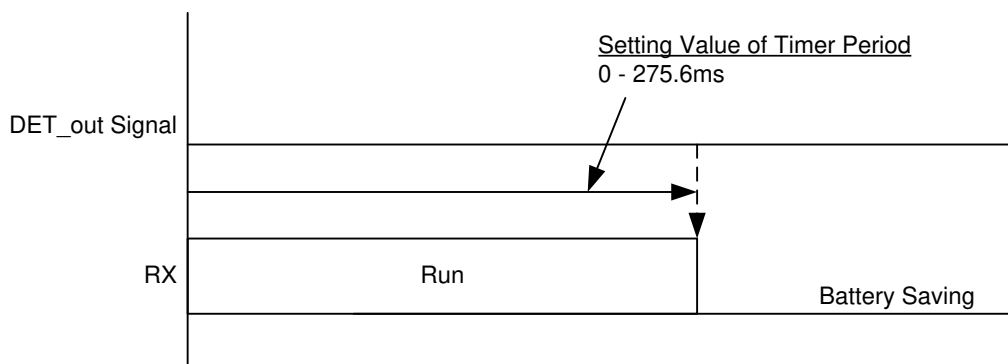 Setting Value of Timer Period
0 - 275.6ms
DET_out Signal
RX
Run
Battery Saving